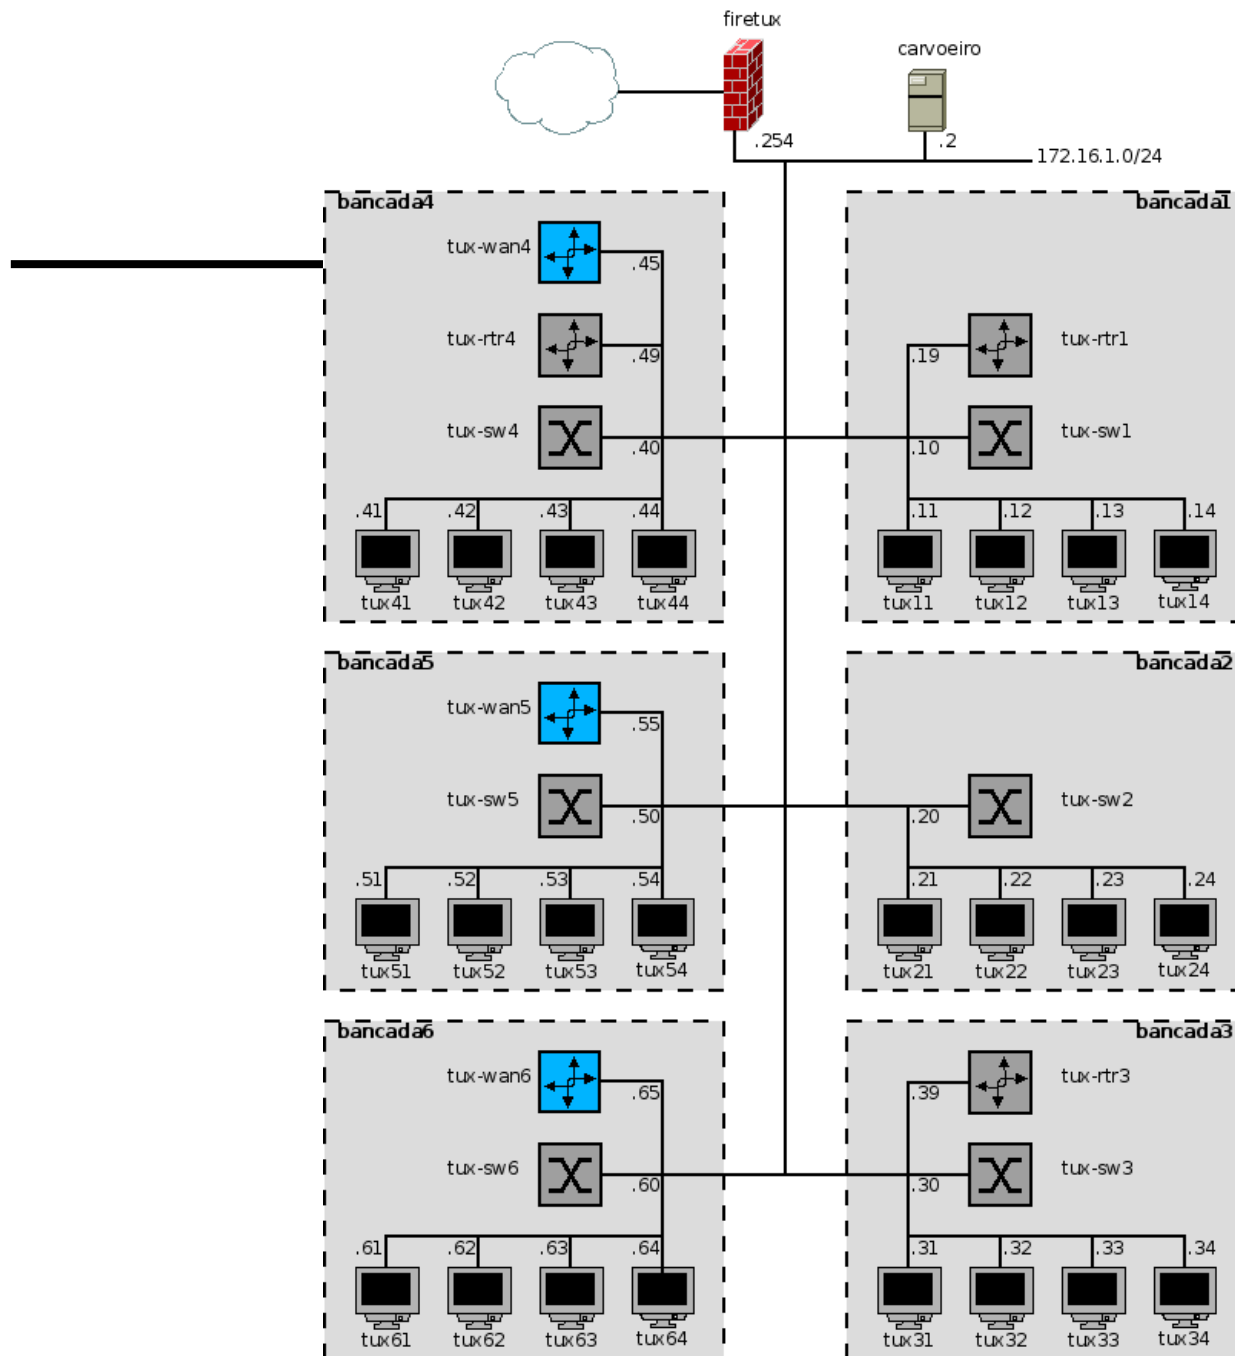 firetux
carvoeiro
.254
.2
172.16.1.0/24
bancada4
tux-wan4
.45
tux-rtr4
.49
tux-sw4
.40
.41 .42 .43 .44
tux41 tux42 tux43 tux44
bancada1
tux-rtr1
.19
tux-sw1
.10
.11 .12 .13 .14
tux11 tux12 tux13 tux14
bancada5
tux-wan5
.55
tux-sw5
.50
.51 .52 .53 .54
tux51 tux52 tux53 tux54
bancada2
tux-sw2
.20
.21 .22 .23 .24
tux21 tux22 tux23 tux24
bancada6
tux-wan6
.65
tux-sw6
.60
.61 .62 .63 .64
tux61 tux62 tux63 tux64
bancada3
tux-rtr3
.39
tux-sw3
.30
.31 .32 .33 .34
tux31 tux32 tux33 tux34